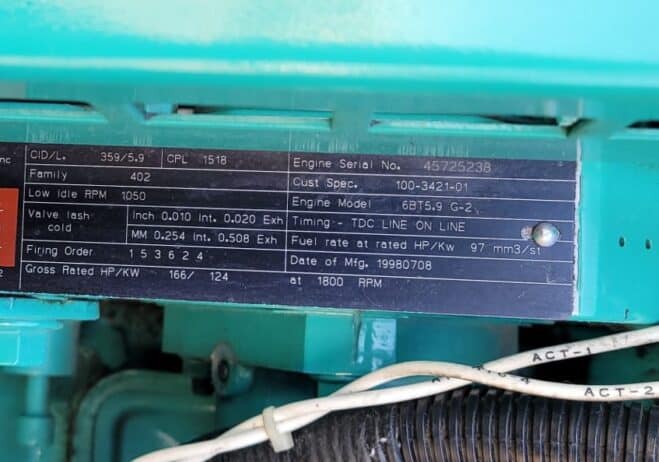 nc
CID/L. 359/5.9 CPL 1518
Family 402
Low idle RPM 1050
Valve lash cold Inch 0.010 Int. 0.020 Exh
MM 0.254 Int. 0.508 Exh
Firing Order 1 5 3 6 2 4
Gross Rated HP/KW 166/ 124 at 1800 RPM
Engine Serial No. 45725238
Cust Spec. 100-3421-01
Engine Model 6BT5.9 G-2
Timing:- TDC LINE ON LINE
Fuel rate at rated HP/Kw 97 mm3/st
Date of Mfg. 19980708
2
ACT-1
ACT-2